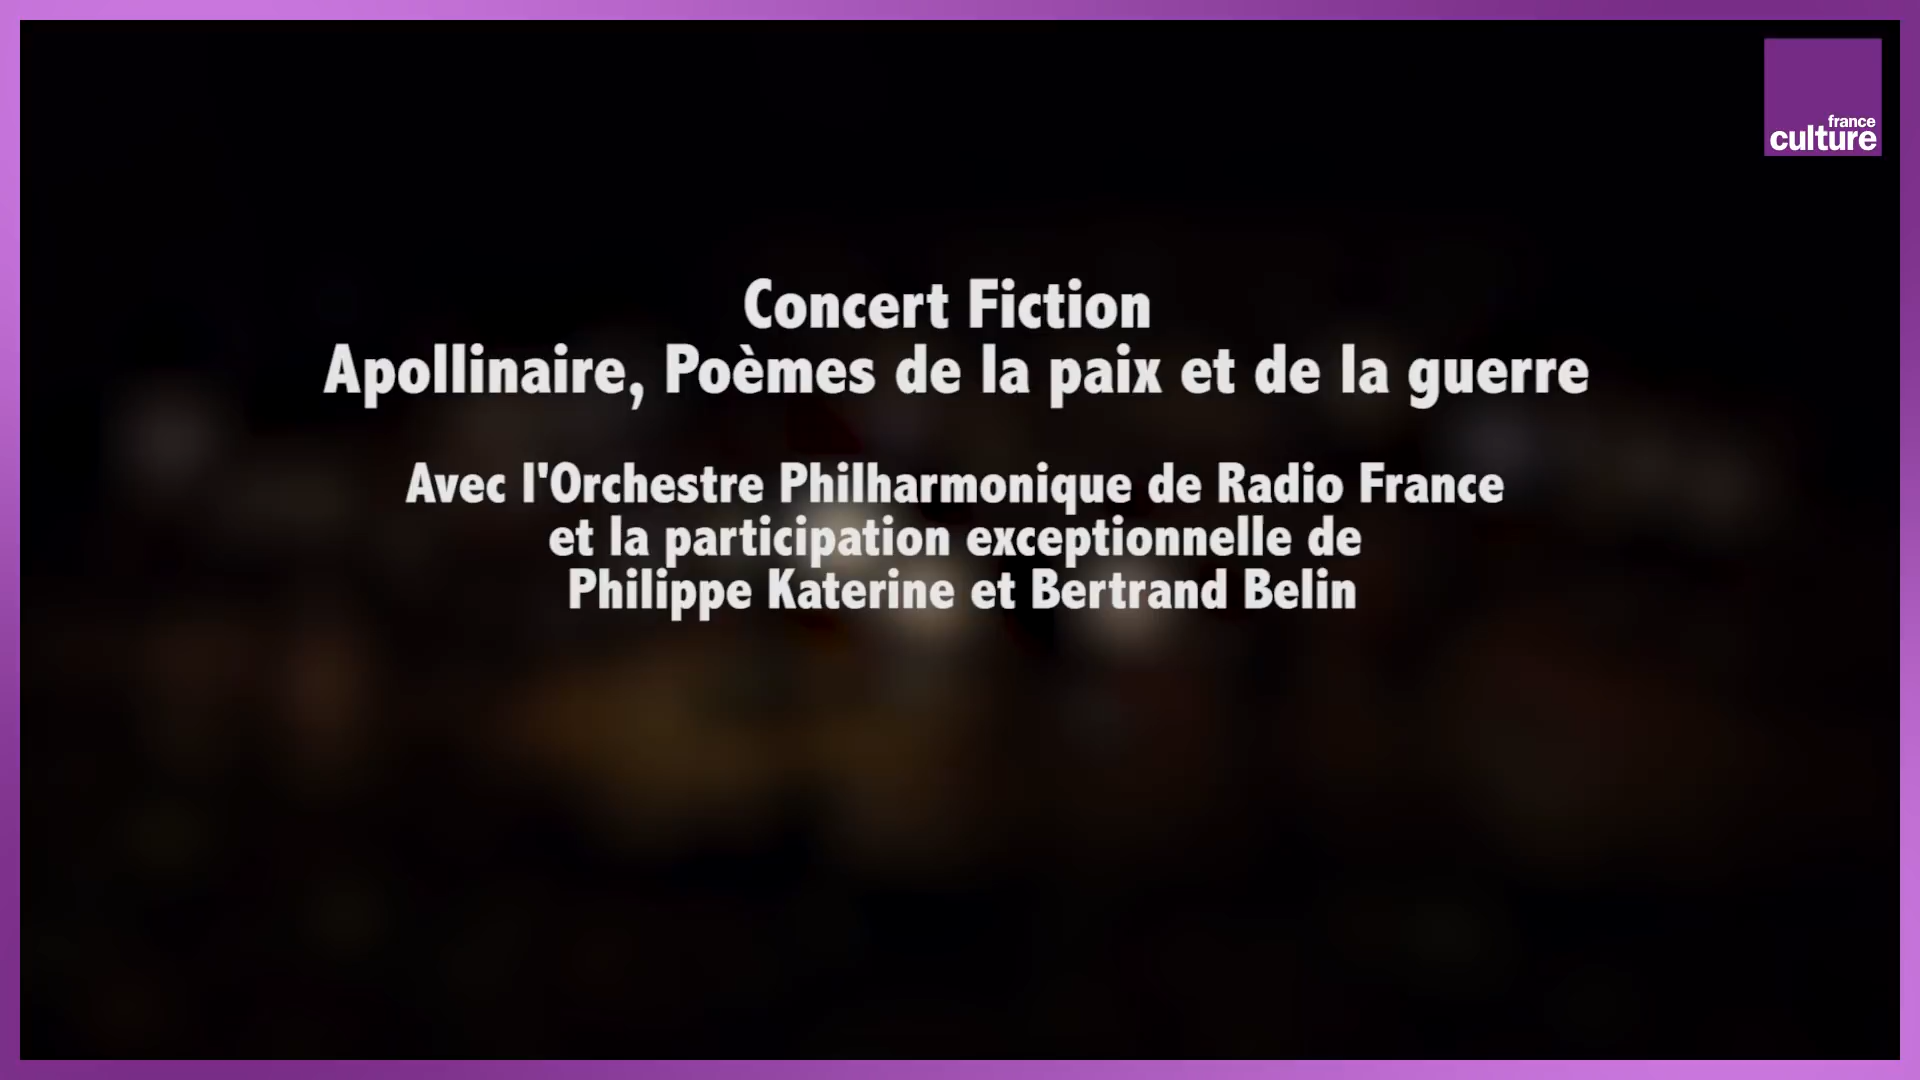 france
culture
Concert Fiction
Apollinaire, Poèmes de la paix et de la guerre
Avec l'Orchestre Philharmonique de Radio France
et la participation exceptionnelle de
Philippe Katerine et Bertrand Belin